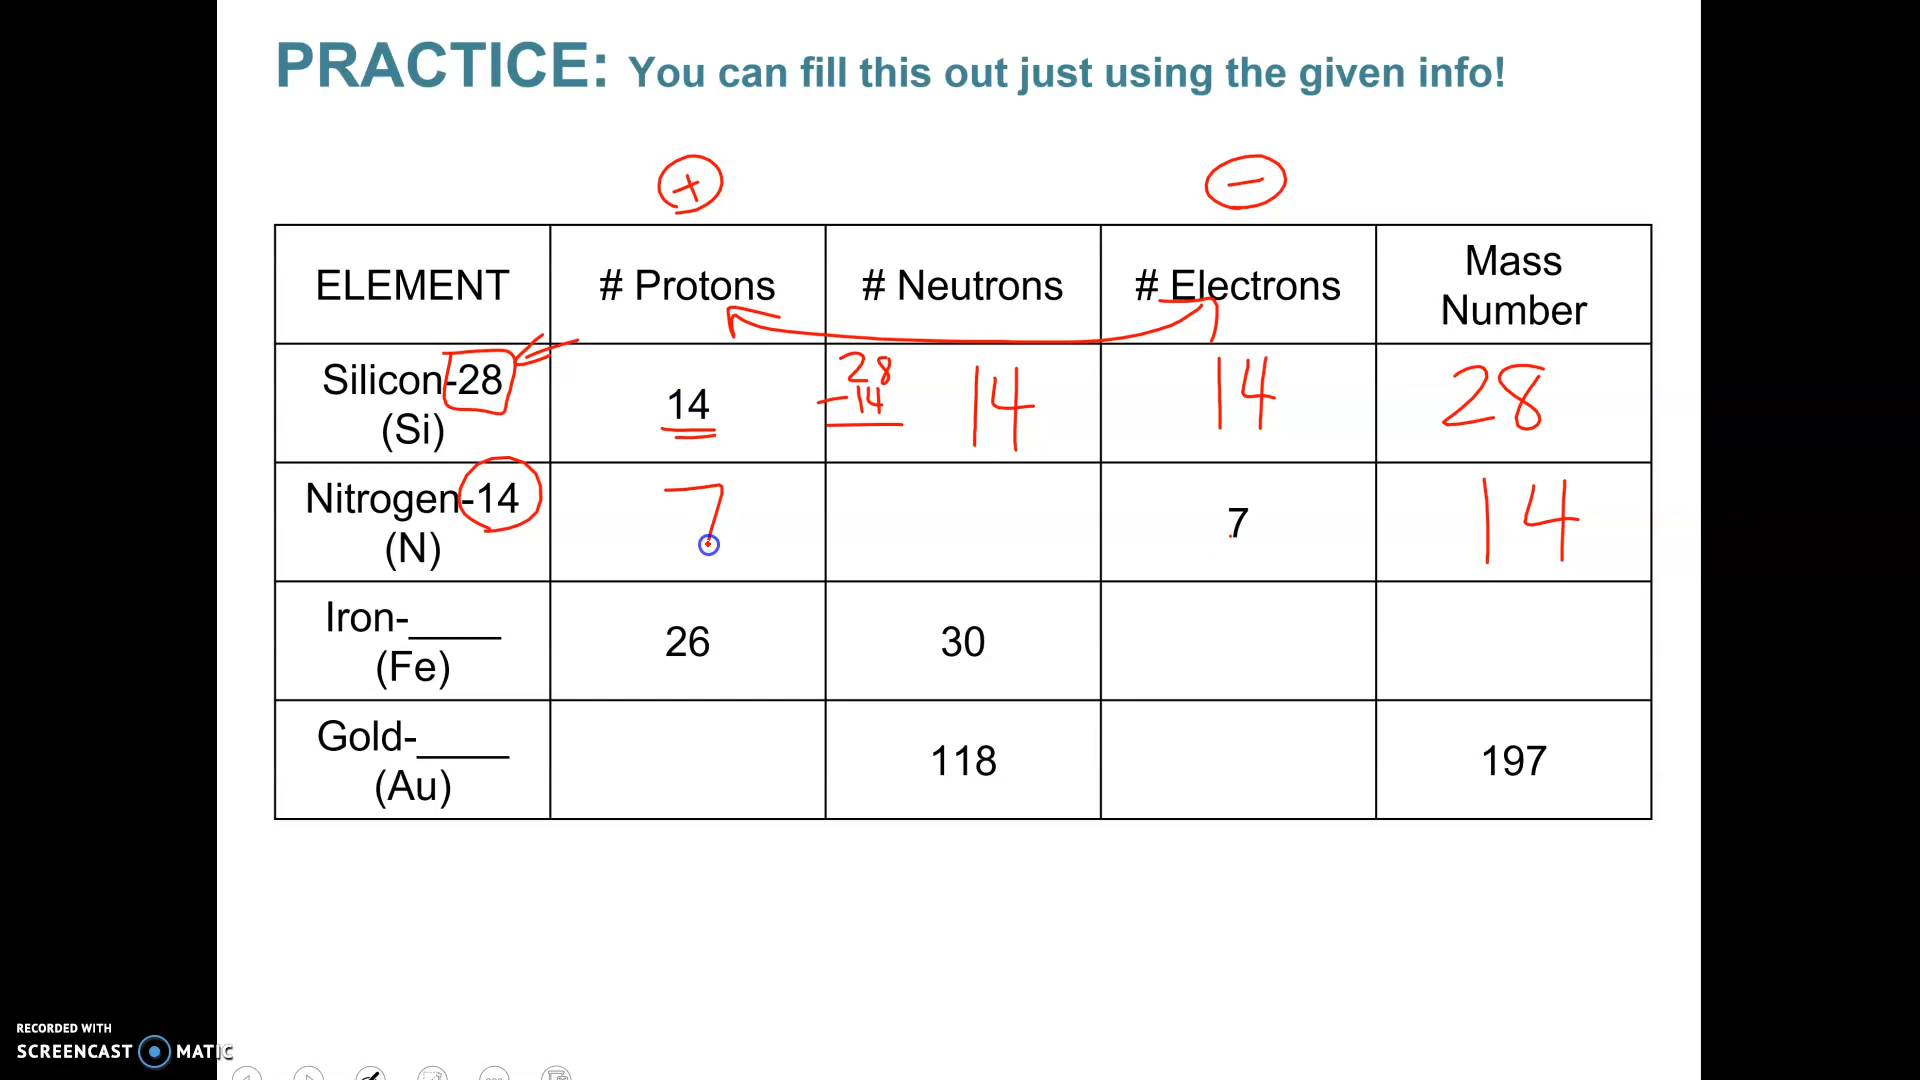 PRACTICE: You can fill this out just using the given info!
+
−
ELEMENT
# Protons
# Neutrons
# Electrons
Mass
Number
Silicon-28
(Si)
14
28
−14
14
14
28
Nitrogen-14
(N)
7
7
14
Iron-____
(Fe)
26
30
Gold-____
(Au)
118
197
RECORDED WITH
SCREENCAST MATIC